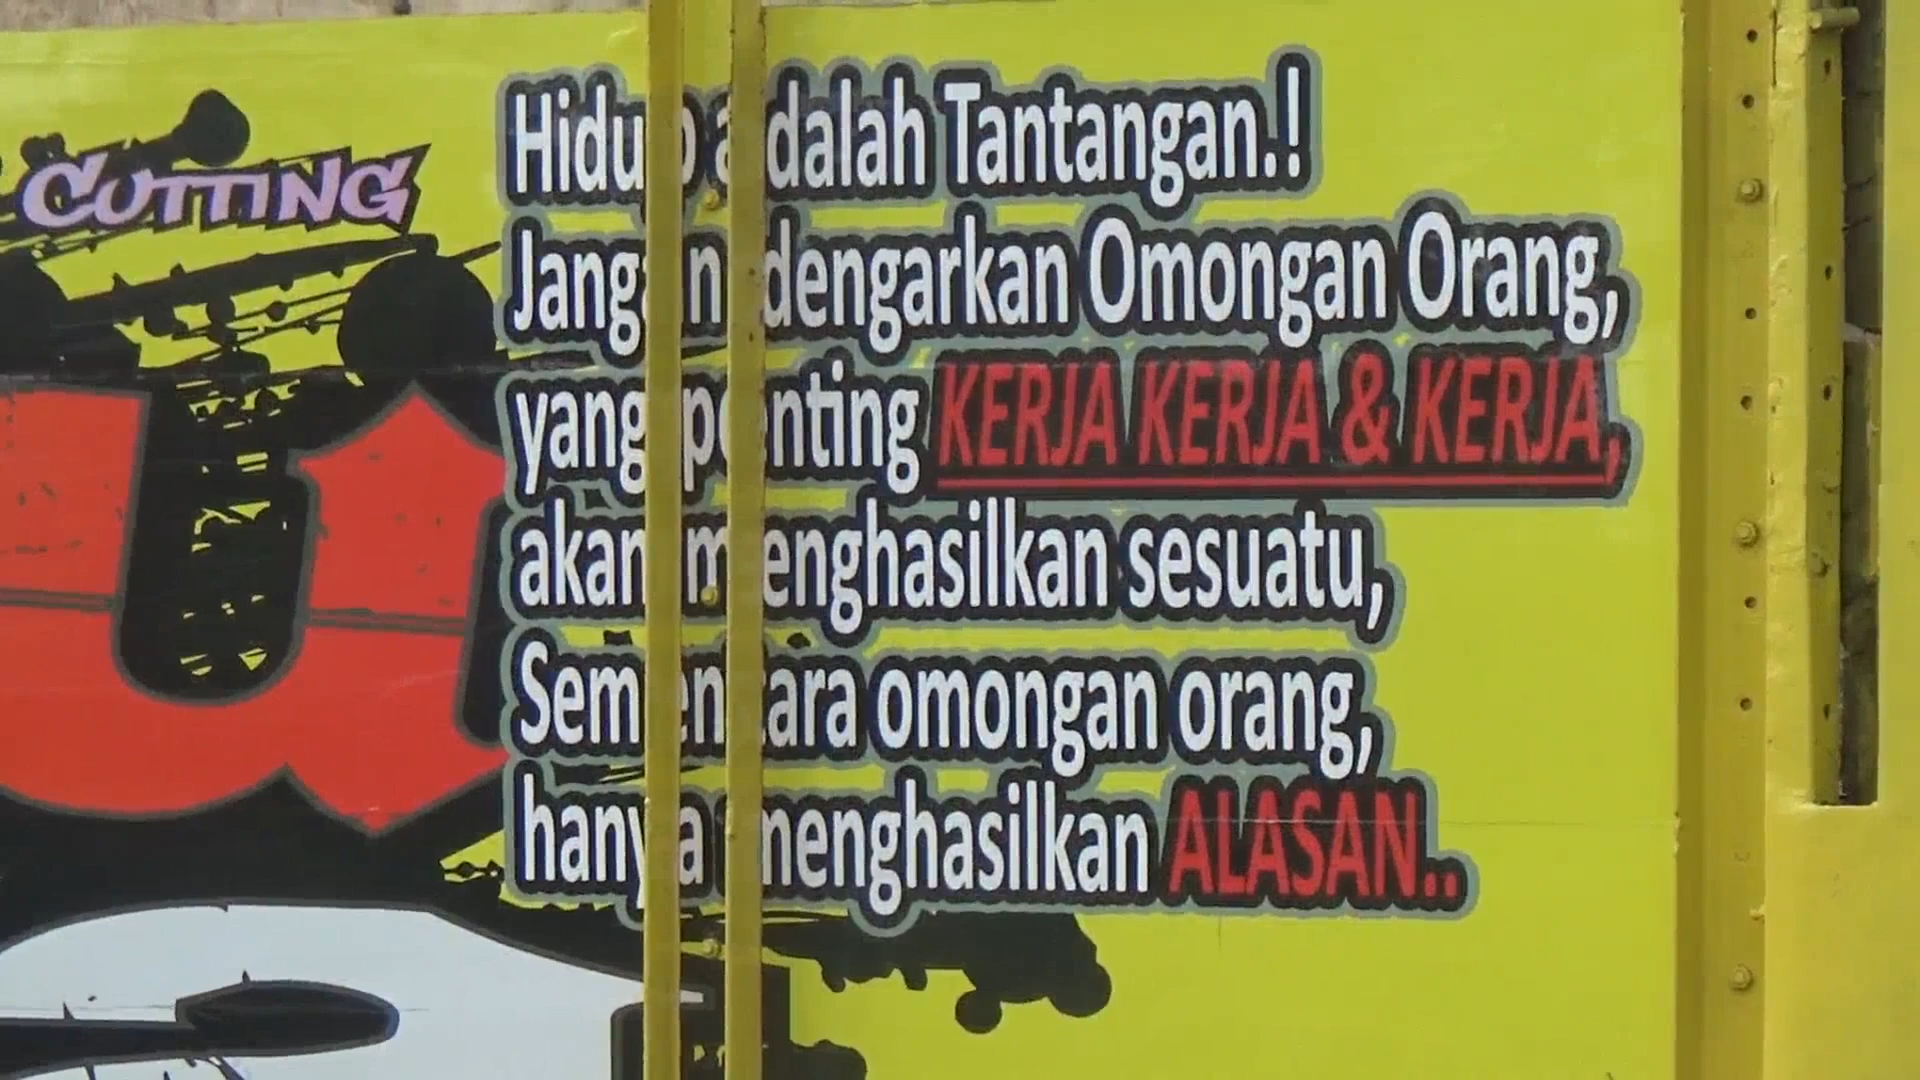 CUTTING
Hidup adalah Tantangan.!
Jangan dengarkan Omongan Orang,
yang penting KERJA KERJA & KERJA,
akan menghasilkan sesuatu,
Sementara omongan orang,
hanya menghasilkan ALASAN..